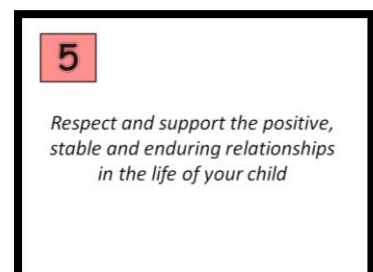 5
Respect and support the positive,
stable and enduring relationships
in the life of your child